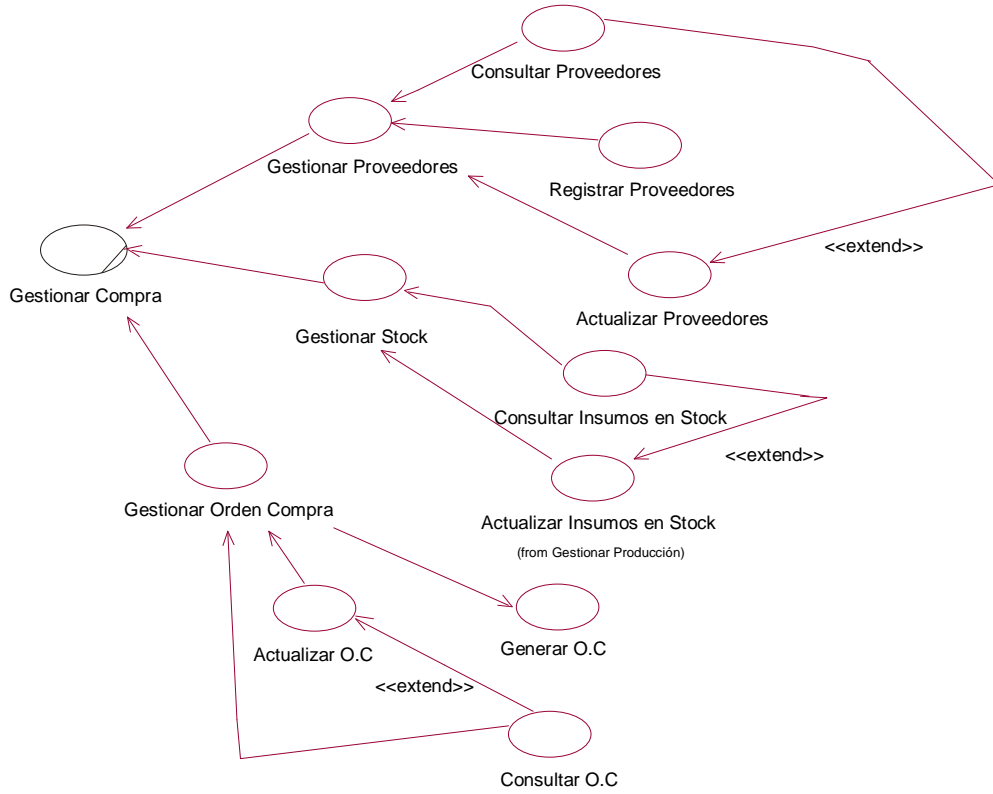 Consultar Proveedores
Gestionar Proveedores
Registrar Proveedores
<<extend>>
Gestionar Compra
Actualizar Proveedores
Gestionar Stock
Consultar Insumos en Stock
<<extend>>
Gestionar Orden Compra
Actualizar Insumos en Stock
(from Gestionar Producción)
Generar O.C
Actualizar O.C
<<extend>>
Consultar O.C